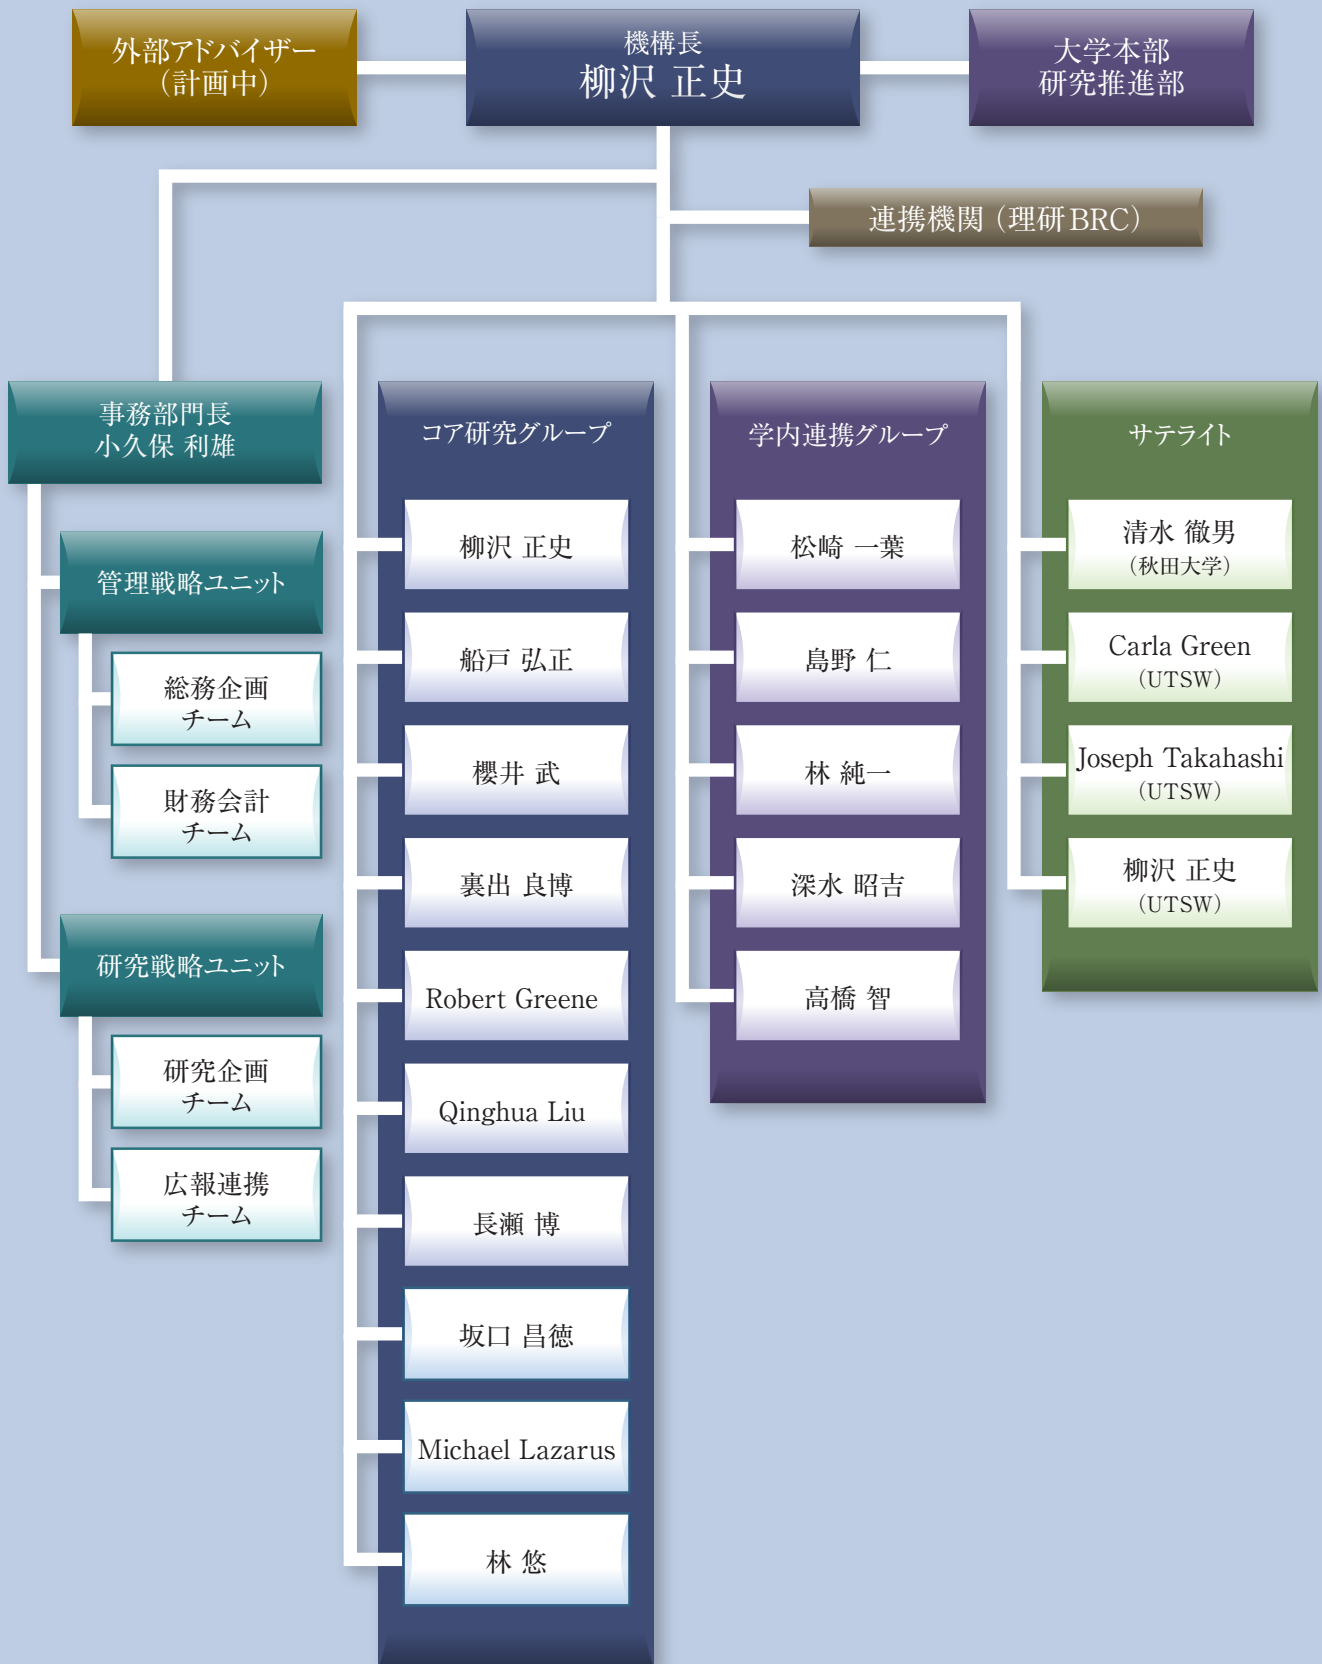 外部アドバイザー
（計画中）
機構長
柳沢 正史
大学本部
研究推進部
連携機関（理研BRC）
事務部門長
小久保 利雄
管理戦略ユニット
総務企画
チーム
財務会計
チーム
研究戦略ユニット
研究企画
チーム
広報連携
チーム
コア研究グループ
柳沢 正史
船戸 弘正
櫻井 武
裏出 良博
Robert Greene
Qinghua Liu
長瀬 博
坂口 昌徳
Michael Lazarus
林 悠
学内連携グループ
松崎 一葉
島野 仁
林 純一
深水 昭吉
高橋 智
サテライト
清水 徹男
（秋田大学）
Carla Green
（UTSW）
Joseph Takahashi
（UTSW）
柳沢 正史
（UTSW）